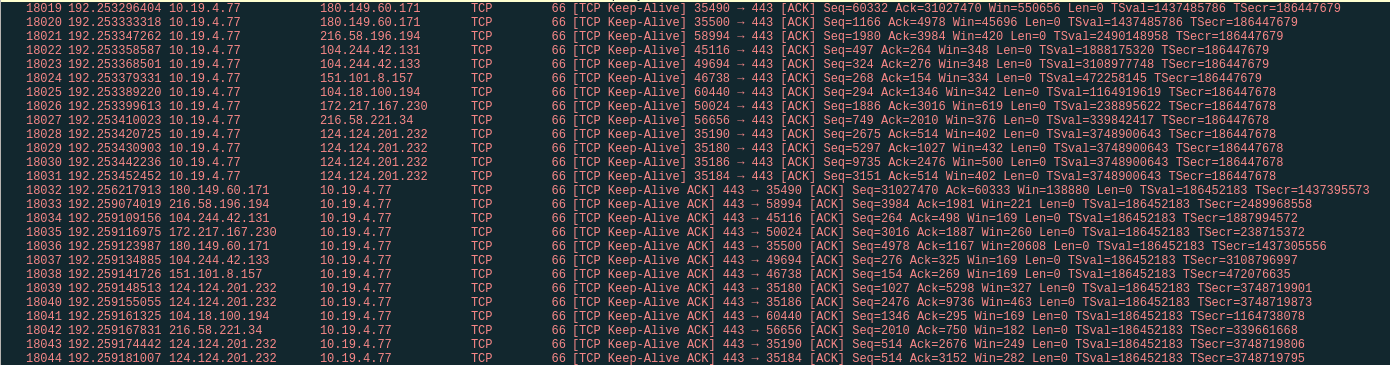 18019 192.253296404 10.19.4.77 180.149.60.171 TCP 66 [TCP Keep-Alive] 35490 → 443 [ACK] Seq=60332 Ack=31027470 Win=550656 Len=0 TSval=1437485786 TSecr=186447679
18020 192.253333318 10.19.4.77 180.149.60.171 TCP 66 [TCP Keep-Alive] 35500 → 443 [ACK] Seq=1166 Ack=4978 Win=45696 Len=0 TSval=1437485786 TSecr=186447679
18021 192.253347262 10.19.4.77 216.58.196.194 TCP 66 [TCP Keep-Alive] 58994 → 443 [ACK] Seq=1980 Ack=3984 Win=420 Len=0 TSval=2490148958 TSecr=186447679
18022 192.253358587 10.19.4.77 104.244.42.131 TCP 66 [TCP Keep-Alive] 45116 → 443 [ACK] Seq=497 Ack=264 Win=348 Len=0 TSval=1888175320 TSecr=186447679
18023 192.253368501 10.19.4.77 104.244.42.133 TCP 66 [TCP Keep-Alive] 49694 → 443 [ACK] Seq=324 Ack=276 Win=348 Len=0 TSval=3108977748 TSecr=186447679
18024 192.253379331 10.19.4.77 151.101.8.157 TCP 66 [TCP Keep-Alive] 46738 → 443 [ACK] Seq=268 Ack=154 Win=334 Len=0 TSval=472258145 TSecr=186447679
18025 192.253389220 10.19.4.77 104.18.100.194 TCP 66 [TCP Keep-Alive] 60440 → 443 [ACK] Seq=294 Ack=1346 Win=342 Len=0 TSval=1164919619 TSecr=186447678
18026 192.253399613 10.19.4.77 172.217.167.230 TCP 66 [TCP Keep-Alive] 50024 → 443 [ACK] Seq=1886 Ack=3016 Win=619 Len=0 TSval=238895622 TSecr=186447678
18027 192.253410023 10.19.4.77 216.58.221.34 TCP 66 [TCP Keep-Alive] 56656 → 443 [ACK] Seq=749 Ack=2010 Win=376 Len=0 TSval=339842417 TSecr=186447678
18028 192.253420725 10.19.4.77 124.124.201.232 TCP 66 [TCP Keep-Alive] 35190 → 443 [ACK] Seq=2675 Ack=514 Win=402 Len=0 TSval=3748900643 TSecr=186447678
18029 192.253430903 10.19.4.77 124.124.201.232 TCP 66 [TCP Keep-Alive] 35180 → 443 [ACK] Seq=5297 Ack=1027 Win=432 Len=0 TSval=3748900643 TSecr=186447678
18030 192.253442236 10.19.4.77 124.124.201.232 TCP 66 [TCP Keep-Alive] 35186 → 443 [ACK] Seq=9735 Ack=2476 Win=500 Len=0 TSval=3748900643 TSecr=186447678
18031 192.253452452 10.19.4.77 124.124.201.232 TCP 66 [TCP Keep-Alive] 35184 → 443 [ACK] Seq=3151 Ack=514 Win=402 Len=0 TSval=3748900643 TSecr=186447678
18032 192.256217913 180.149.60.171 10.19.4.77 TCP 66 [TCP Keep-Alive ACK] 443 → 35490 [ACK] Seq=31027470 Ack=60333 Win=138880 Len=0 TSval=186452183 TSecr=1437395573
18033 192.259074019 216.58.196.194 10.19.4.77 TCP 66 [TCP Keep-Alive ACK] 443 → 58994 [ACK] Seq=3984 Ack=1981 Win=221 Len=0 TSval=186452183 TSecr=2489968558
18034 192.259109156 104.244.42.131 10.19.4.77 TCP 66 [TCP Keep-Alive ACK] 443 → 45116 [ACK] Seq=264 Ack=498 Win=169 Len=0 TSval=186452183 TSecr=1887994572
18035 192.259116975 172.217.167.230 10.19.4.77 TCP 66 [TCP Keep-Alive ACK] 443 → 50024 [ACK] Seq=3016 Ack=1887 Win=260 Len=0 TSval=186452183 TSecr=238715372
18036 192.259123987 180.149.60.171 10.19.4.77 TCP 66 [TCP Keep-Alive ACK] 443 → 35500 [ACK] Seq=4978 Ack=1167 Win=20608 Len=0 TSval=186452183 TSecr=1437305556
18037 192.259134885 104.244.42.133 10.19.4.77 TCP 66 [TCP Keep-Alive ACK] 443 → 49694 [ACK] Seq=276 Ack=325 Win=169 Len=0 TSval=186452183 TSecr=3108796997
18038 192.259141726 151.101.8.157 10.19.4.77 TCP 66 [TCP Keep-Alive ACK] 443 → 46738 [ACK] Seq=154 Ack=269 Win=169 Len=0 TSval=186452183 TSecr=472076635
18039 192.259148513 124.124.201.232 10.19.4.77 TCP 66 [TCP Keep-Alive ACK] 443 → 35180 [ACK] Seq=1027 Ack=5298 Win=327 Len=0 TSval=186452183 TSecr=3748719901
18040 192.259155055 124.124.201.232 10.19.4.77 TCP 66 [TCP Keep-Alive ACK] 443 → 35186 [ACK] Seq=2476 Ack=9736 Win=463 Len=0 TSval=186452183 TSecr=3748719873
18041 192.259161325 104.18.100.194 10.19.4.77 TCP 66 [TCP Keep-Alive ACK] 443 → 60440 [ACK] Seq=1346 Ack=295 Win=169 Len=0 TSval=186452183 TSecr=1164738078
18042 192.259167831 216.58.221.34 10.19.4.77 TCP 66 [TCP Keep-Alive ACK] 443 → 56656 [ACK] Seq=2010 Ack=750 Win=182 Len=0 TSval=186452183 TSecr=339661668
18043 192.259174442 124.124.201.232 10.19.4.77 TCP 66 [TCP Keep-Alive ACK] 443 → 35190 [ACK] Seq=514 Ack=2676 Win=249 Len=0 TSval=186452183 TSecr=3748719806
18044 192.259181007 124.124.201.232 10.19.4.77 TCP 66 [TCP Keep-Alive ACK] 443 → 35184 [ACK] Seq=514 Ack=3152 Win=282 Len=0 TSval=186452183 TSecr=3748719795